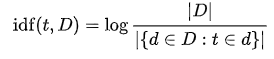 idf(t, D) = log |D| / |{d ∈ D : t ∈ d}|